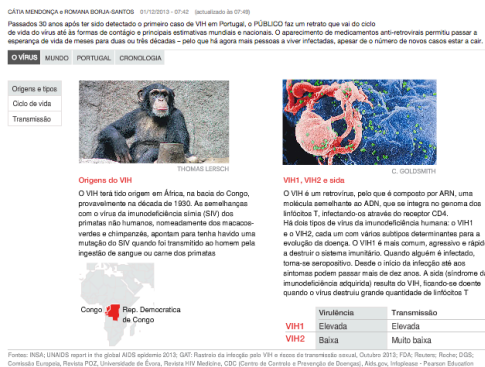 CÁTIA MENDONÇA e ROMANA BORJA-SANTOS 01/12/2013 - 07:42 (actualizado às 07:48)
Passados 30 anos após ter sido detectado o primeiro caso de VIH em Portugal, o PÚBLICO faz um retrato que vai do ciclo
de vida do vírus até às formas de contágio e principais estimativas mundiais e nacionais. O aparecimento de medicamentos anti-retrovirais permitiu passar a
esperança de vida de meses para duas ou três décadas – pelo que há agora mais pessoas a viver infectadas, apesar de o número de novos casos estar a cair.
O VÍRUS MUNDO PORTUGAL CRONOLOGIA
Origens e tipos
Ciclo de vida
Transmissão
THOMAS LERSCH
Origens do VIH
O VIH terá tido origem em África, na bacia do Congo,
provavelmente na década de 1930. As semelhanças
com o vírus da imunodeficiência símia (SIV) dos
primatas não humanos, nomeadamente dos macacos-
verdes e chimpanzés, apontam para tenha havido uma
mutação do SIV quando foi transmitido ao homem pela
ingestão de sangue ou carne dos primatas
Congo
Rep. Democratica
de Congo
C. GOLDSMITH
VIH1, VIH2 e sida
O VIH é um retrovírus, pelo que é composto por ARN, uma
molécula semelhante ao ADN, que se integra no genoma dos
linfócitos T, infectando-os através do receptor CD4.
Há dois tipos de vírus da imunodeficiência humana: o VIH1
e o VIH2, cada um com vários subtipos determinantes para a
evolução da doença. O VIH1 é mais comum, agressivo e rápid
a destruir o sistema imunitário. Quando alguém é infectado,
torna-se seropositivo. Desde o início da infecção até aos
sintomas podem passar mais de dez anos. A sida (síndrome d
imunodeficiência adquirida) resulta do VIH, ficando-se doente
quando o vírus destruiu grande quantidade de linfócitos T
Virulência Transmissão
VIH1 Elevada Elevada
VIH2 Baixa Muito baixa
Fontes: INSA; UNAIDS report in the global AIDS epidemic 2013; GAT: Rastreio da infecção pelo VIH e riscos de transmissão sexual, Outubro 2013; FDA; Reuters; Roche; DGS;
Comissão Europeia, Revista POZ, Universidade de Évora, Revista HIV Medicine, CDC (Centro de Controlo e Prevenção de Doenças), Aids.gov, Infoplease - Pearson Education